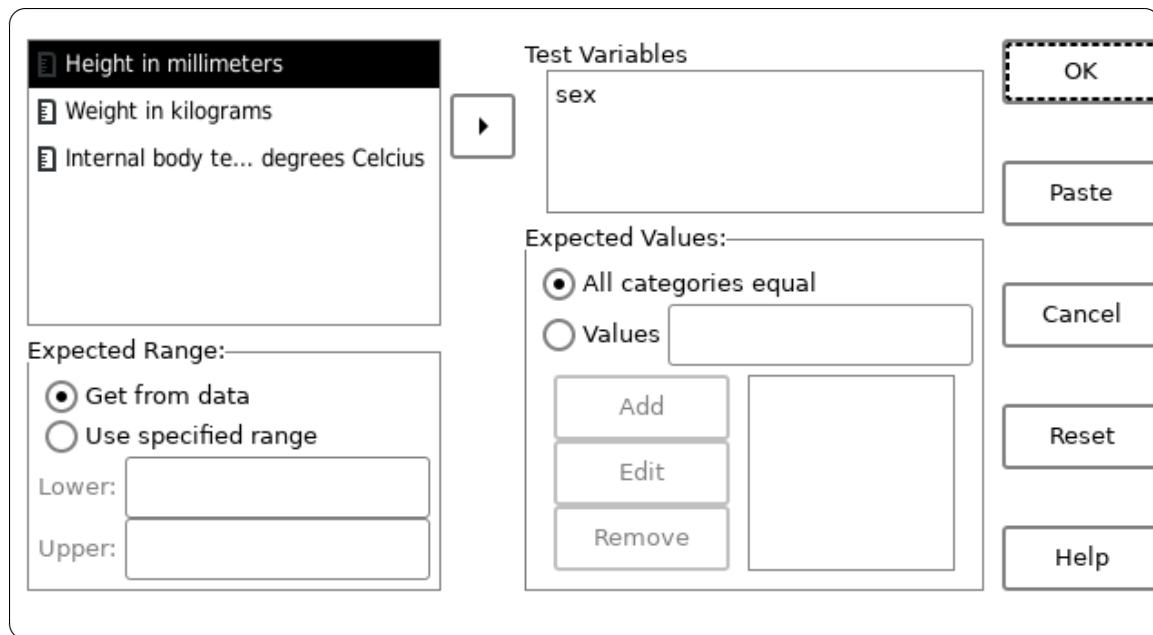 Height in millimeters
Weight in kilograms
Internal body te... degrees Celcius
Expected Range:
Get from data
Use specified range
Lower:
Upper:
Test Variables
sex
Expected Values:
All categories equal
Values
Add
Edit
Remove
OK
Paste
Cancel
Reset
Help